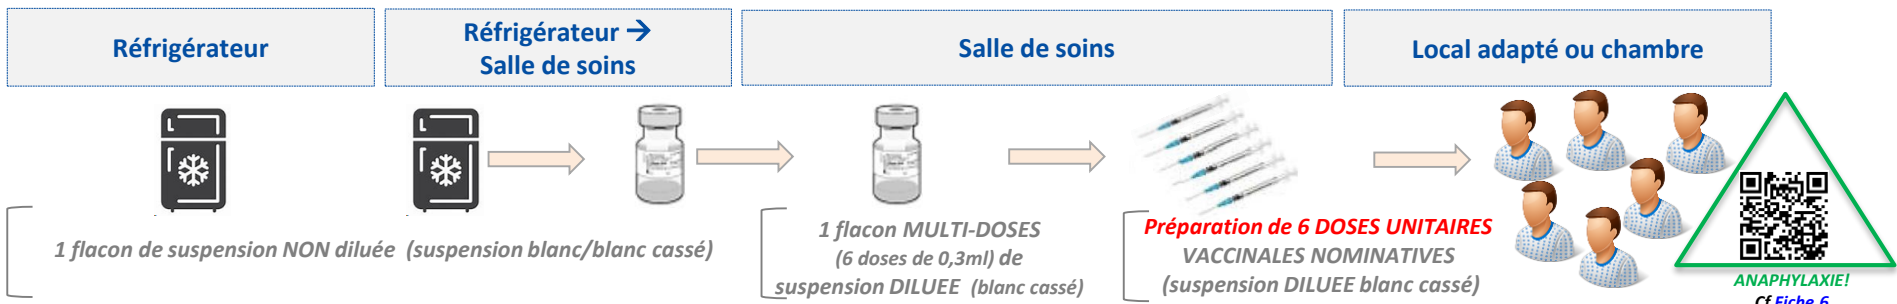 Réfrigérateur
Réfrigérateur →
Salle de soins
Salle de soins
Local adapté ou chambre
1 flacon de suspension NON diluée (suspension blanc/blanc cassé)
1 flacon MULTI-DOSES
(6 doses de 0,3ml) de
suspension DILUEE (blanc cassé)
Préparation de 6 DOSES UNITAIRES
VACCINALES NOMINATIVES
(suspension DILUEE blanc cassé)
ANAPHYLAXIE!
Cf Fiche 6